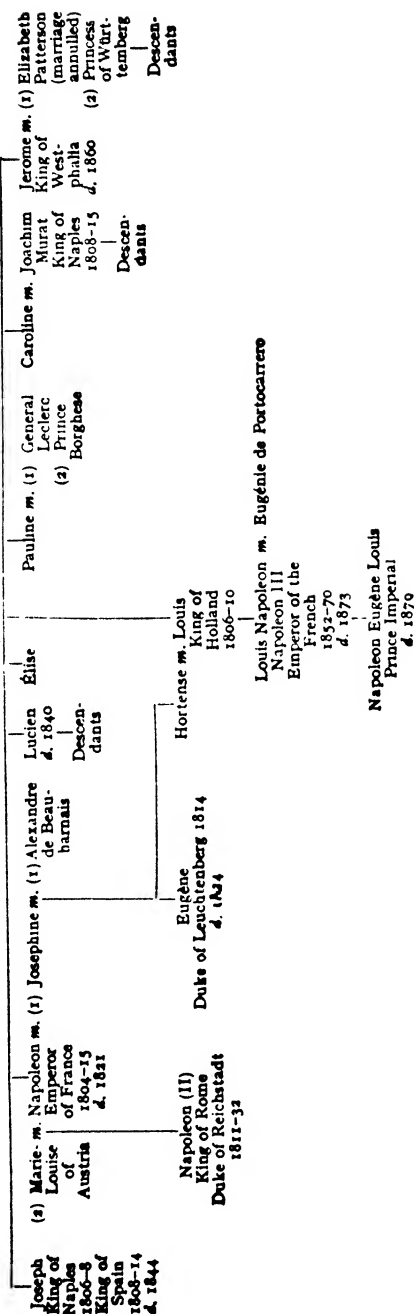 Joseph
King of
Naples
1806-8
King of
Spain
1808-14
d. 1844
(2) Marie-
Louise
of
Austria
m. Napoleon m.
Emperor
of France
1804-15
d. 1821
(1) Josephine m. (1) Alexandre
de Beau-
harnais
Lucien
d. 1840
Descen-
dants
Élise
Pauline m. (1) General
Leclerc
(2) Prince
Borghese
Caroline m. Joachim
Murat
King of
Naples
1808-15
Descen-
dants
Jerome m. (1) Elizabeth
King of
West-
phalia
d. 1860
Patterson
(marriage
annulled)
(2) Princess
of Würt-
temberg
Descen-
dants
Napoleon (II)
King of Rome
Duke of Reichstadt
1811-32
Eugène
Duke of Leuchtenberg 1814
d. 1824
Hortense m. Louis
King of
Holland
1806-10
Louis Napoleon m. Eugénie de Portocarrero
Napoleon III
Emperor of the
French
1852-70
d. 1873
Napoleon Eugène Louis
Prince Imperial
d. 1879